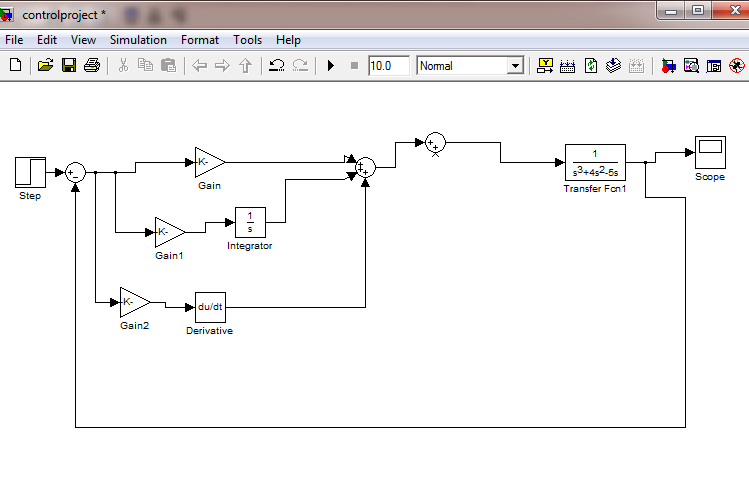 controlproject *
File Edit View Simulation Format Tools Help
10.0 Normal
Step
+
−
K-
Gain
K-
Gain1
1
s
Integrator
K-
Gain2
du/dt
Derivative
+
+
+
+
+
1
s3+4s2-5s
Transfer Fcn1
Scope